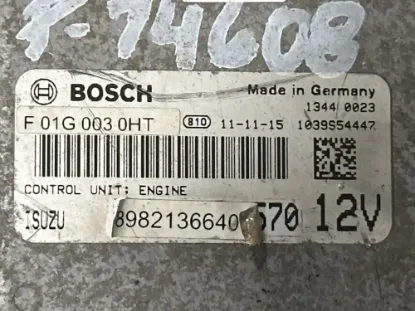 7-14608
BOSCH Made in Germany
1344 0023
F 01G 003 0HT 810 11-11-15 1039S54447
CONTROL UNIT; ENGINE
ISUZU 8982136640 570 12V